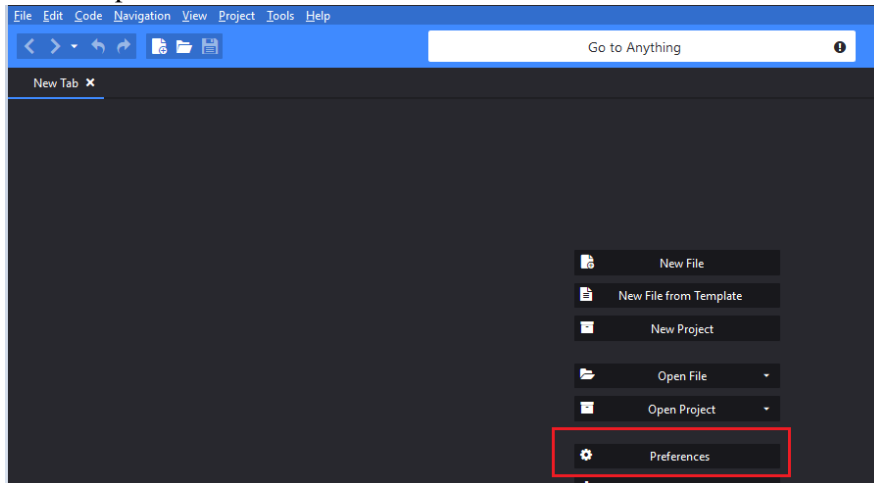 File Edit Code Navigation View Project Tools Help
Go to Anything
New Tab
New File
New File from Template
New Project
Open File
Open Project
Preferences